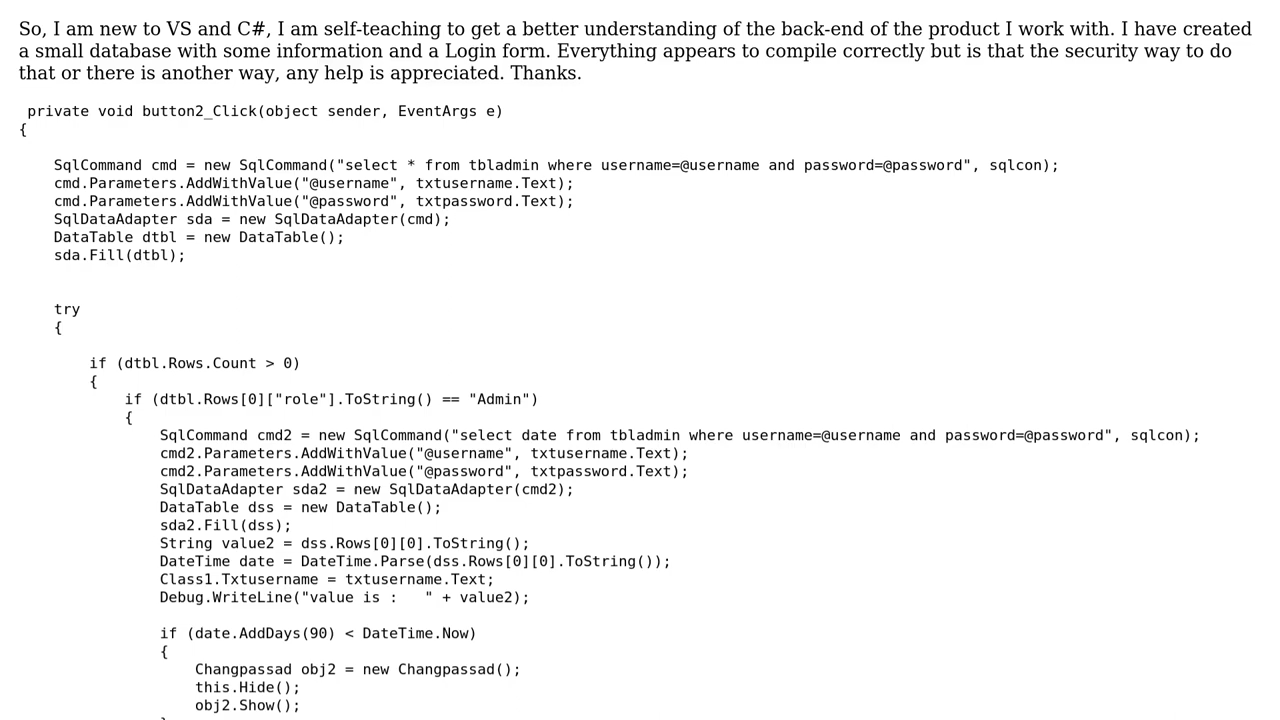 So, I am new to VS and C#, I am self-teaching to get a better understanding of the back-end of the product I work with. I have created
a small database with some information and a Login form. Everything appears to compile correctly but is that the security way to do
that or there is another way, any help is appreciated. Thanks.
private void button2_Click(object sender, EventArgs e)
{
SqlCommand cmd = new SqlCommand("select * from tbladmin where username=@username and password=@password", sqlcon);
cmd.Parameters.AddWithValue("@username", txtusername.Text);
cmd.Parameters.AddWithValue("@password", txtpassword.Text);
SqlDataAdapter sda = new SqlDataAdapter(cmd);
DataTable dtbl = new DataTable();
sda.Fill(dtbl);
try
{
if (dtbl.Rows.Count > 0)
{
if (dtbl.Rows[0]["role"].ToString() == "Admin")
{
SqlCommand cmd2 = new SqlCommand("select date from tbladmin where username=@username and password=@password", sqlcon);
cmd2.Parameters.AddWithValue("@username", txtusername.Text);
cmd2.Parameters.AddWithValue("@password", txtpassword.Text);
SqlDataAdapter sda2 = new SqlDataAdapter(cmd2);
DataTable dss = new DataTable();
sda2.Fill(dss);
String value2 = dss.Rows[0][0].ToString();
DateTime date = DateTime.Parse(dss.Rows[0][0].ToString());
Class1.Txtusername = txtusername.Text;
Debug.WriteLine("value is :   " + value2);
if (date.AddDays(90) < DateTime.Now)
{
Changpassad obj2 = new Changpassad();
this.Hide();
obj2.Show();